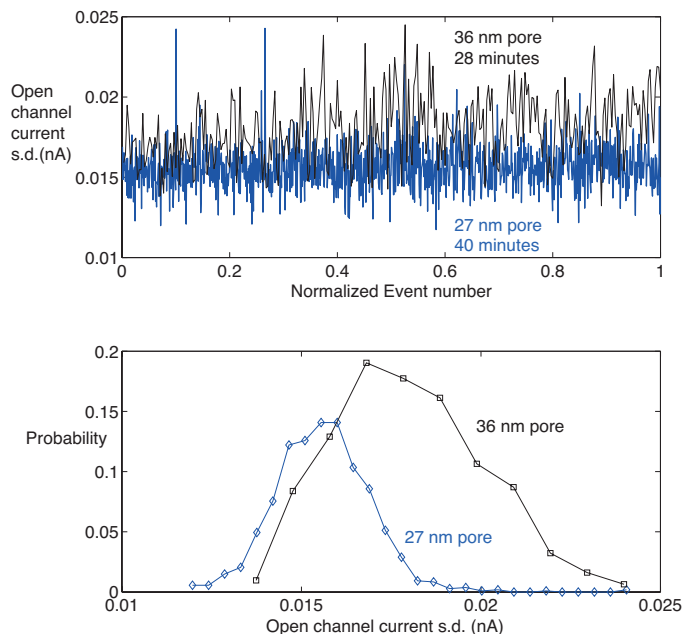 0.025
36 nm pore
28 minutes
Open
channel
current
s.d.(nA)
0.02
0.015
27 nm pore
40 minutes
0.01
0
0.2
0.4
0.6
0.8
1
Normalized Event number
0.2
0.15
Probability
36 nm pore
0.1
27 nm pore
0.05
0
0.01
0.015
0.02
0.025
Open channel current s.d. (nA)